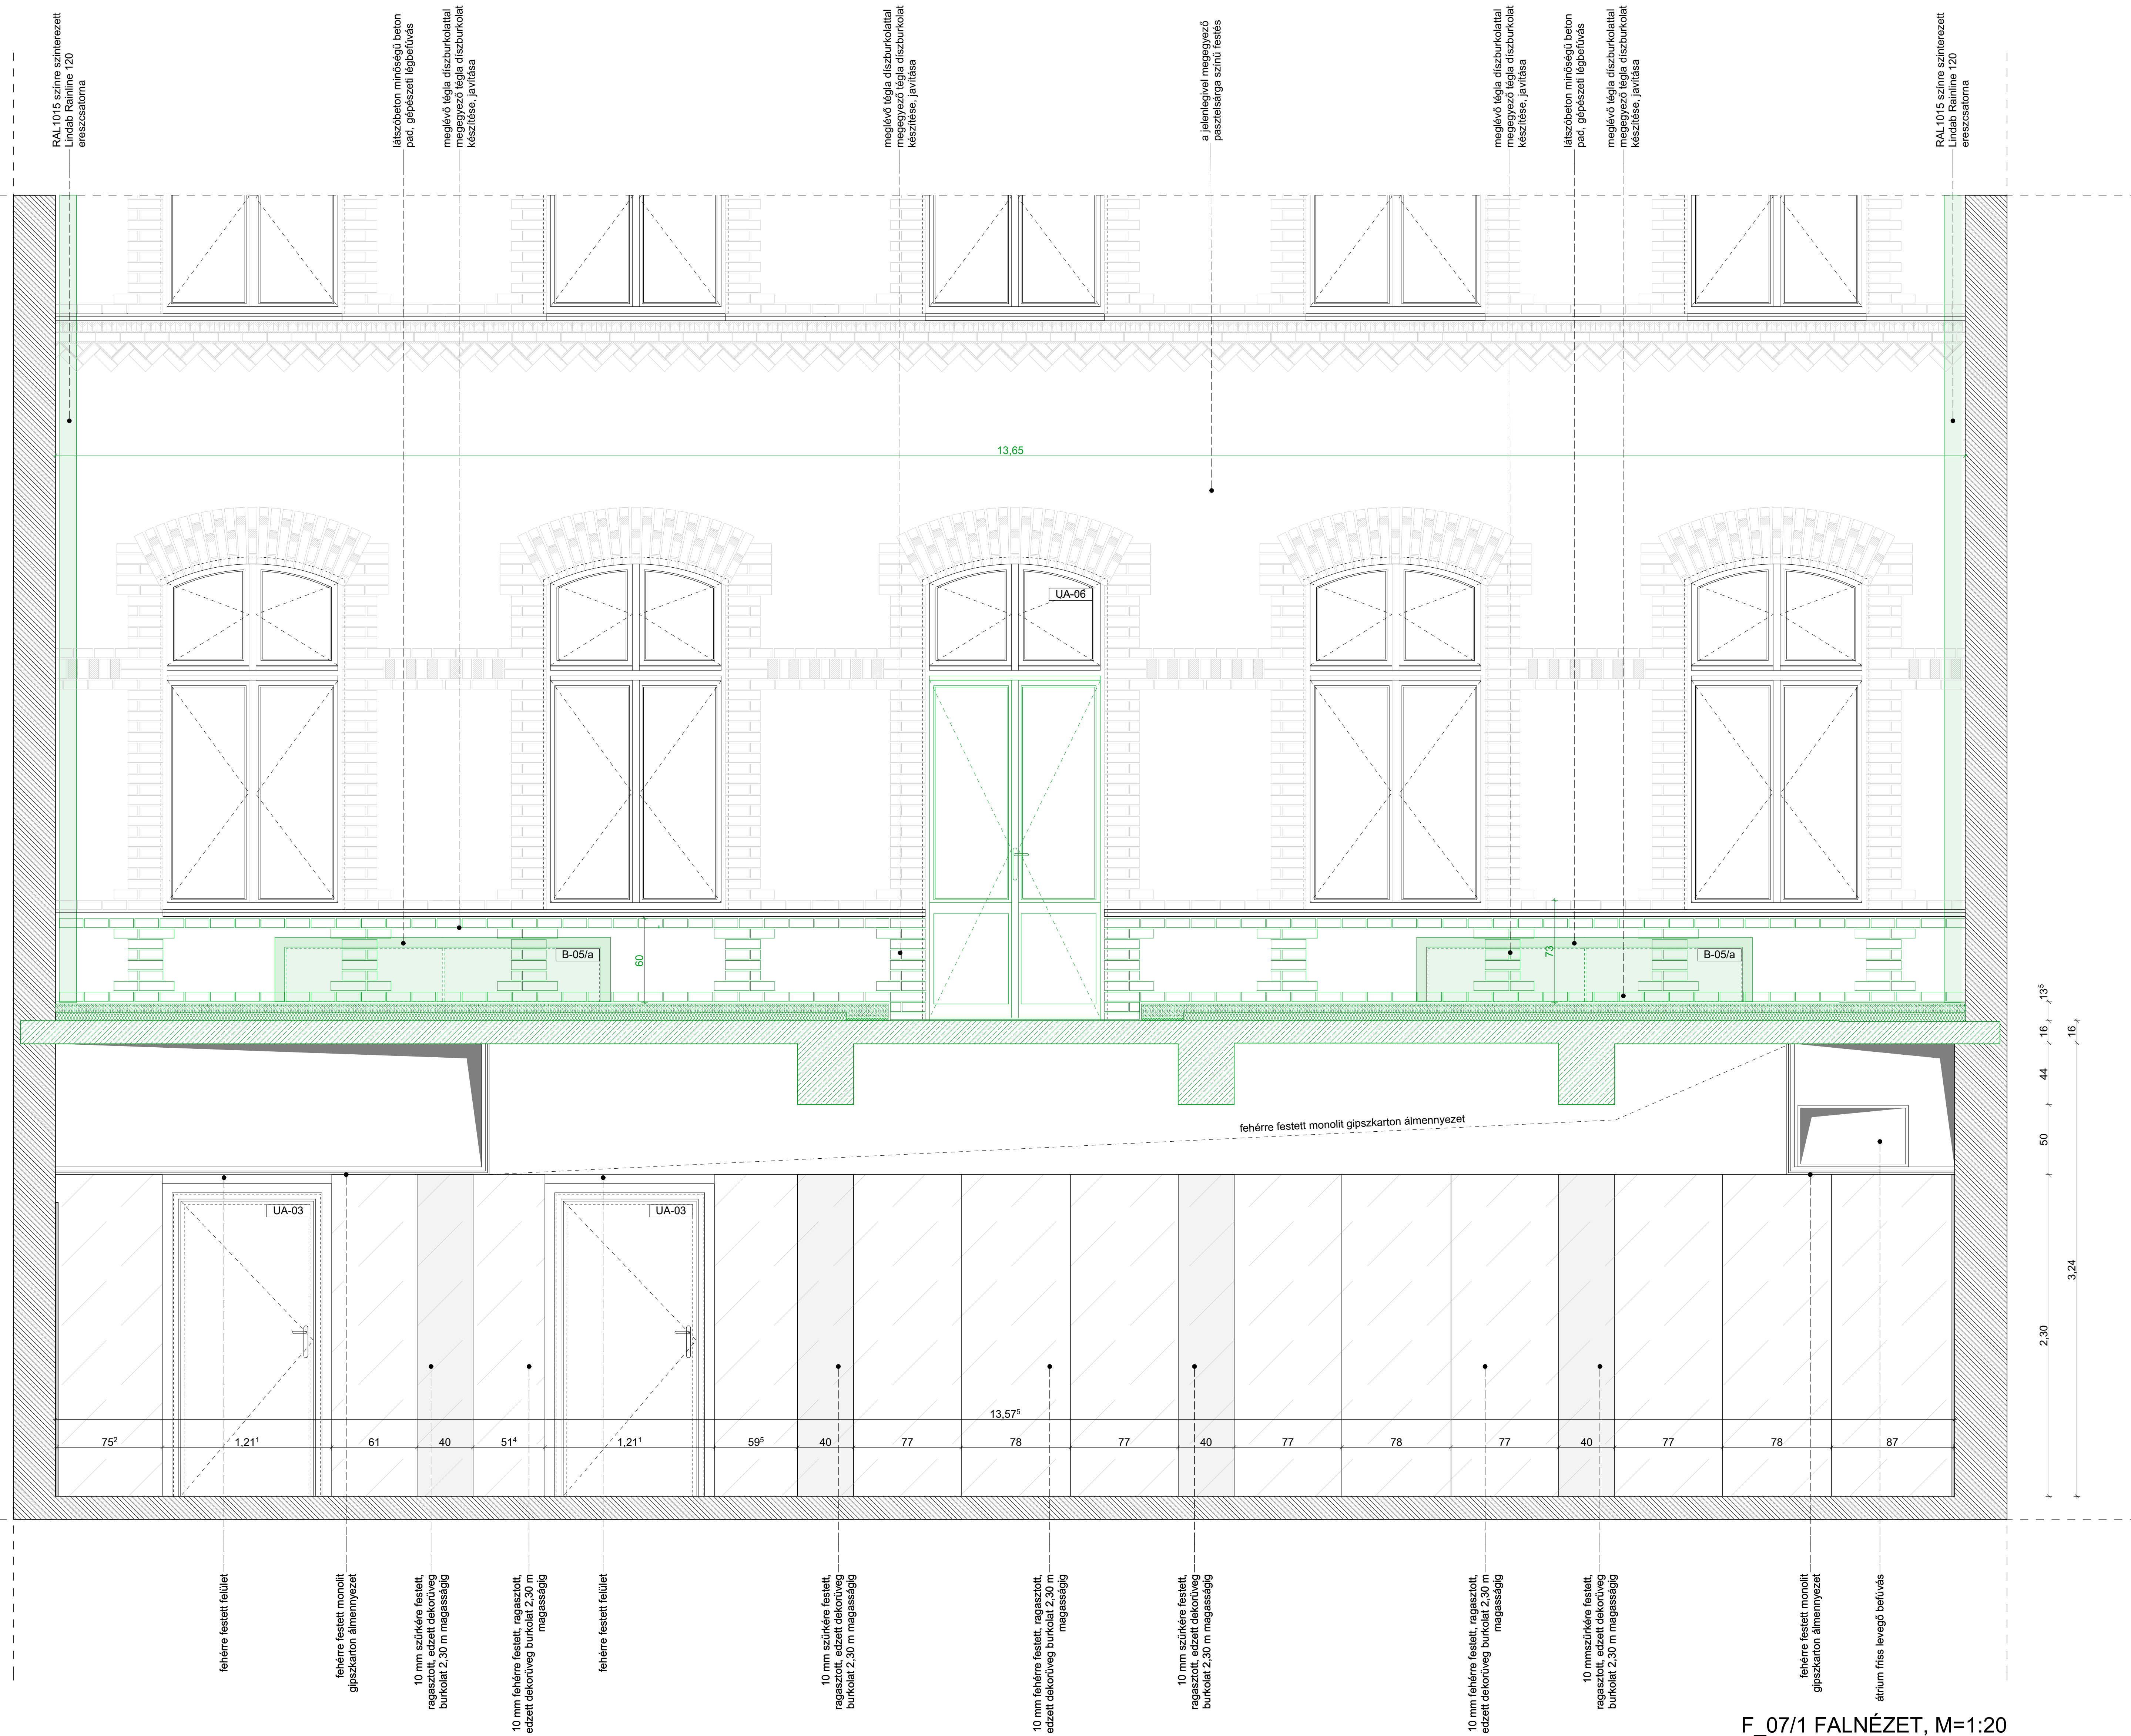 RAL1015 színre szinterezett
Lindab Rainline 120
ereszcsatorna
látszóbeton minőségű beton
pad, gépészeti légbefúvás
meglévő tégla díszburkolattal
megegyező tégla díszburkolat
készítése, javítása
meglévő tégla díszburkolattal
megegyező tégla díszburkolat
készítése, javítása
a jelenlegivel megegyező
pasztelsárga színű festés
meglévő tégla díszburkolattal
megegyező tégla díszburkolat
készítése, javítása
látszóbeton minőségű beton
pad, gépészeti légbefúvás
meglévő tégla díszburkolattal
megegyező tégla díszburkolat
készítése, javítása
RAL1015 színre szinterezett
Lindab Rainline 120
ereszcsatorna
13,65
UA-06
B-05/a
60
73
B-05/a
13⁵
16
16
44
50
3,24
2,30
fehérre festett monolit gipszkarton álmennyezet
UA-03
UA-03
13,57⁵
75²
1,21¹
61
40
51⁴
1,21¹
59⁵
40
77
78
77
40
77
78
77
40
77
78
87
fehérre festett felület
fehérre festett monolit
gipszkarton álmennyezet
10 mm szürkére festett,
ragasztott, edzett dekorüveg
burkolat 2,30 m magasságig
10 mm fehérre festett, ragasztott,
edzett dekorüveg burkolat 2,30 m
magasságig
fehérre festett felület
10 mm szürkére festett,
ragasztott, edzett dekorüveg
burkolat 2,30 m magasságig
10 mm fehérre festett, ragasztott,
edzett dekorüveg burkolat 2,30 m
magasságig
10 mm szürkére festett,
ragasztott, edzett dekorüveg
burkolat 2,30 m magasságig
10 mm fehérre festett, ragasztott,
edzett dekorüveg burkolat 2,30 m
magasságig
10 mmszürkére festett,
ragasztott, edzett dekorüveg
burkolat 2,30 m magasságig
fehérre festett monolit
gipszkarton álmennyezet
átrium friss levegő befúvás
F_07/1 FALNÉZET, M=1:20